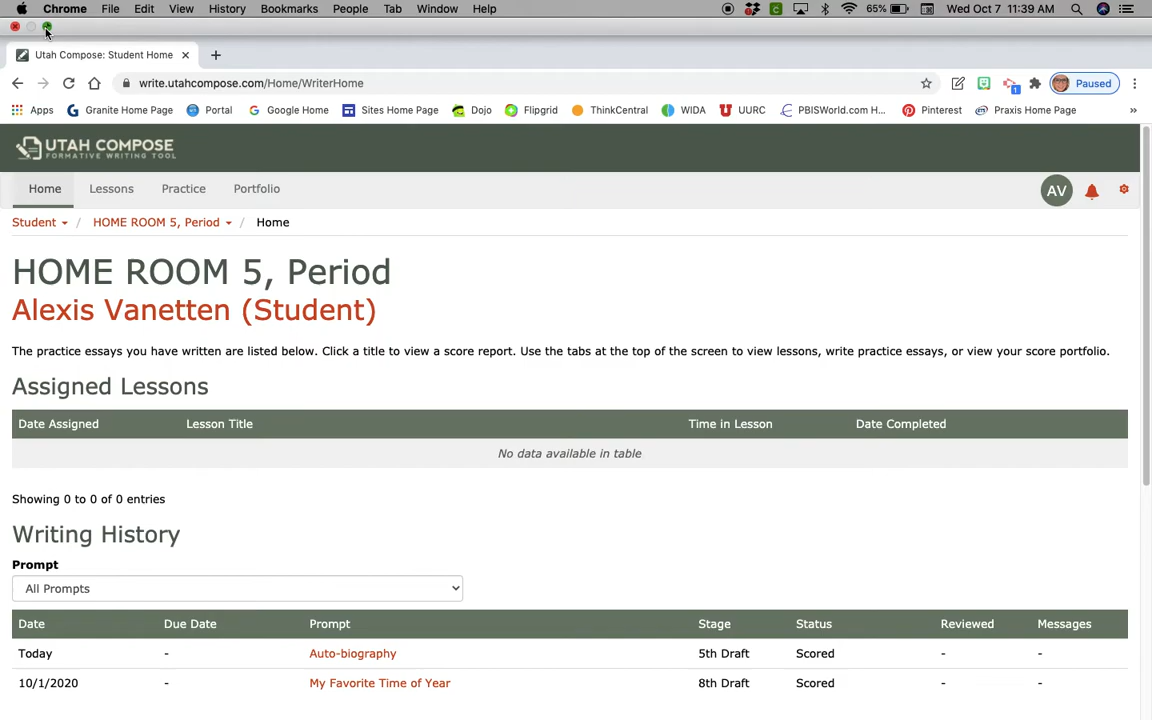 Chrome File Edit View History Bookmarks People Tab Window Help 65% Wed Oct 7 11:39 AM
Utah Compose: Student Home
write.utahcompose.com/Home/WriterHome Paused
Apps Granite Home Page Portal Google Home Sites Home Page Dojo Flipgrid ThinkCentral WIDA UURC PBISWorld.com H... Pinterest Praxis Home Page »
UTAH COMPOSE
FORMATIVE WRITING TOOL
Home Lessons Practice Portfolio AV
Student / HOME ROOM 5, Period / Home
HOME ROOM 5, Period
Alexis Vanetten (Student)
The practice essays you have written are listed below. Click a title to view a score report. Use the tabs at the top of the screen to view lessons, write practice essays, or view your score portfolio.
Assigned Lessons
Date Assigned Lesson Title Time in Lesson Date Completed
No data available in table
Showing 0 to 0 of 0 entries
Writing History
Prompt
All Prompts
Date Due Date Prompt Stage Status Reviewed Messages
Today - Auto-biography 5th Draft Scored - -
10/1/2020 - My Favorite Time of Year 8th Draft Scored - -